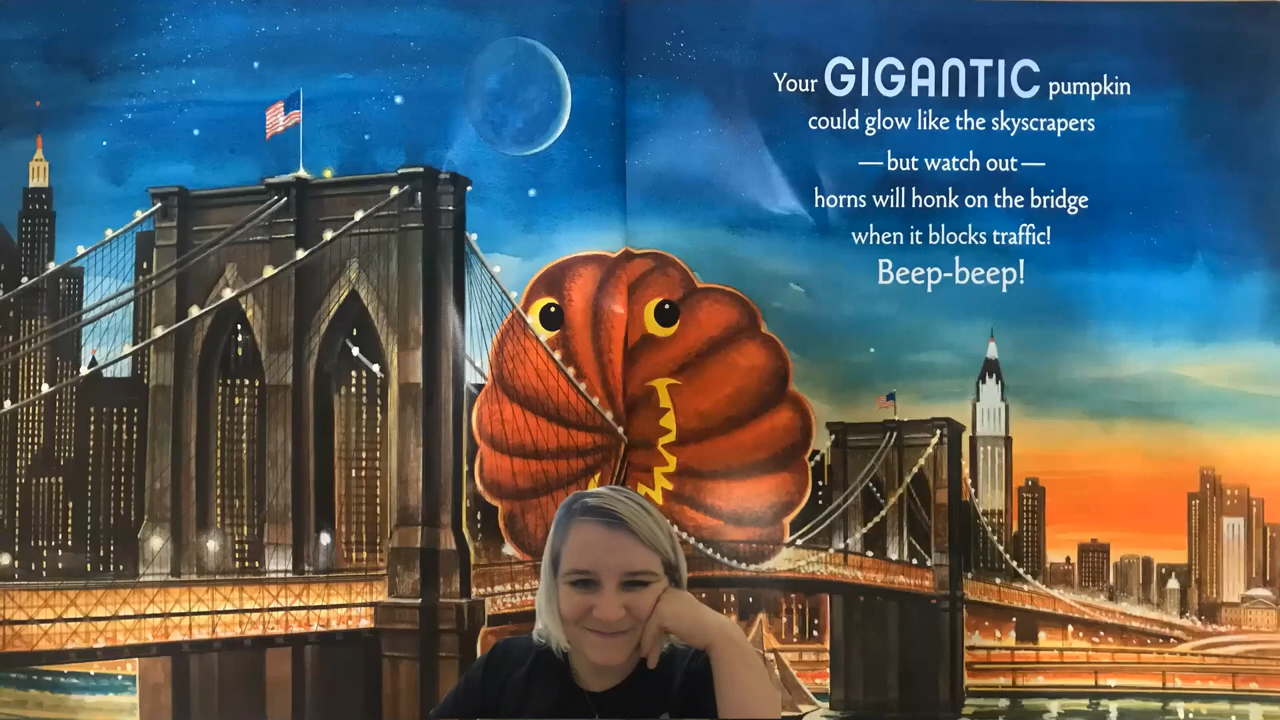 Your GIGANTIC pumpkin
could glow like the skyscrapers
—but watch out—
horns will honk on the bridge
when it blocks traffic!
Beep-beep!